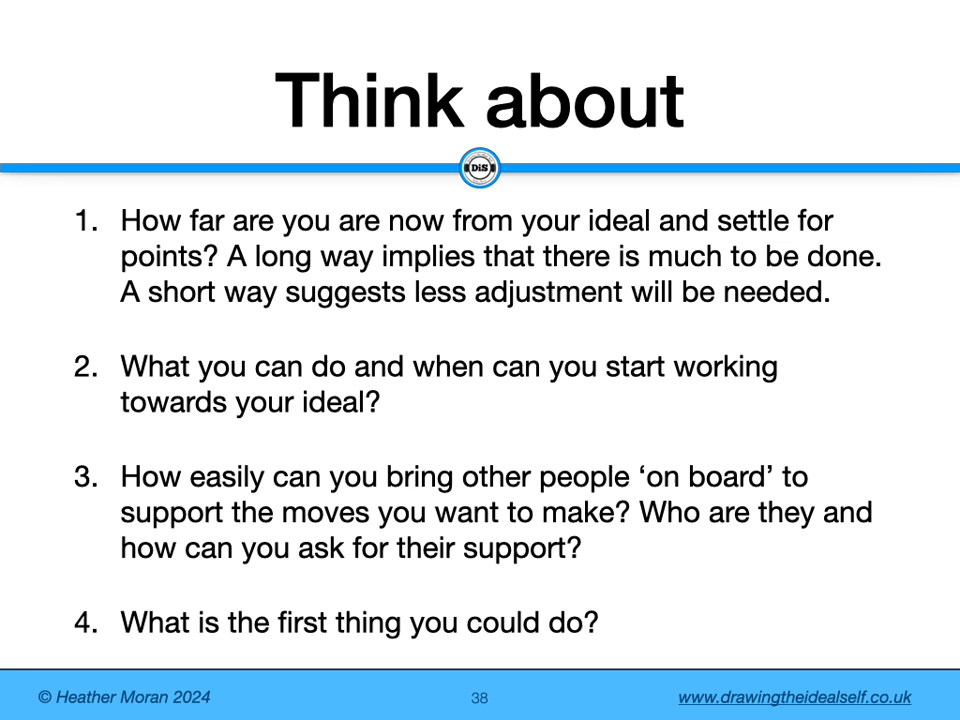 Think about
DiS
1. How far are you are now from your ideal and settle for
points? A long way implies that there is much to be done.
A short way suggests less adjustment will be needed.
2. What you can do and when can you start working
towards your ideal?
3. How easily can you bring other people ‘on board’ to
support the moves you want to make? Who are they and
how can you ask for their support?
4. What is the first thing you could do?
© Heather Moran 2024
38
www.drawingtheidealself.co.uk